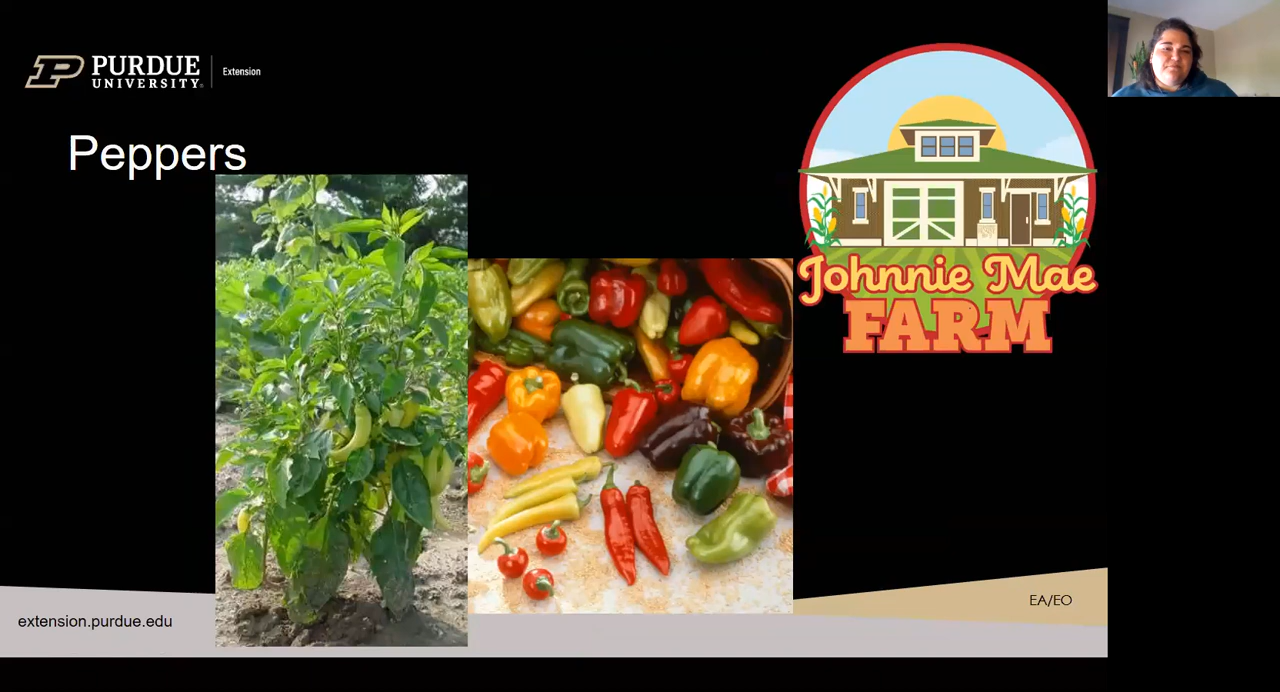 PURDUE
UNIVERSITY®
Extension
Peppers
Johnnie Mae
FARM
EA/EO
extension.purdue.edu